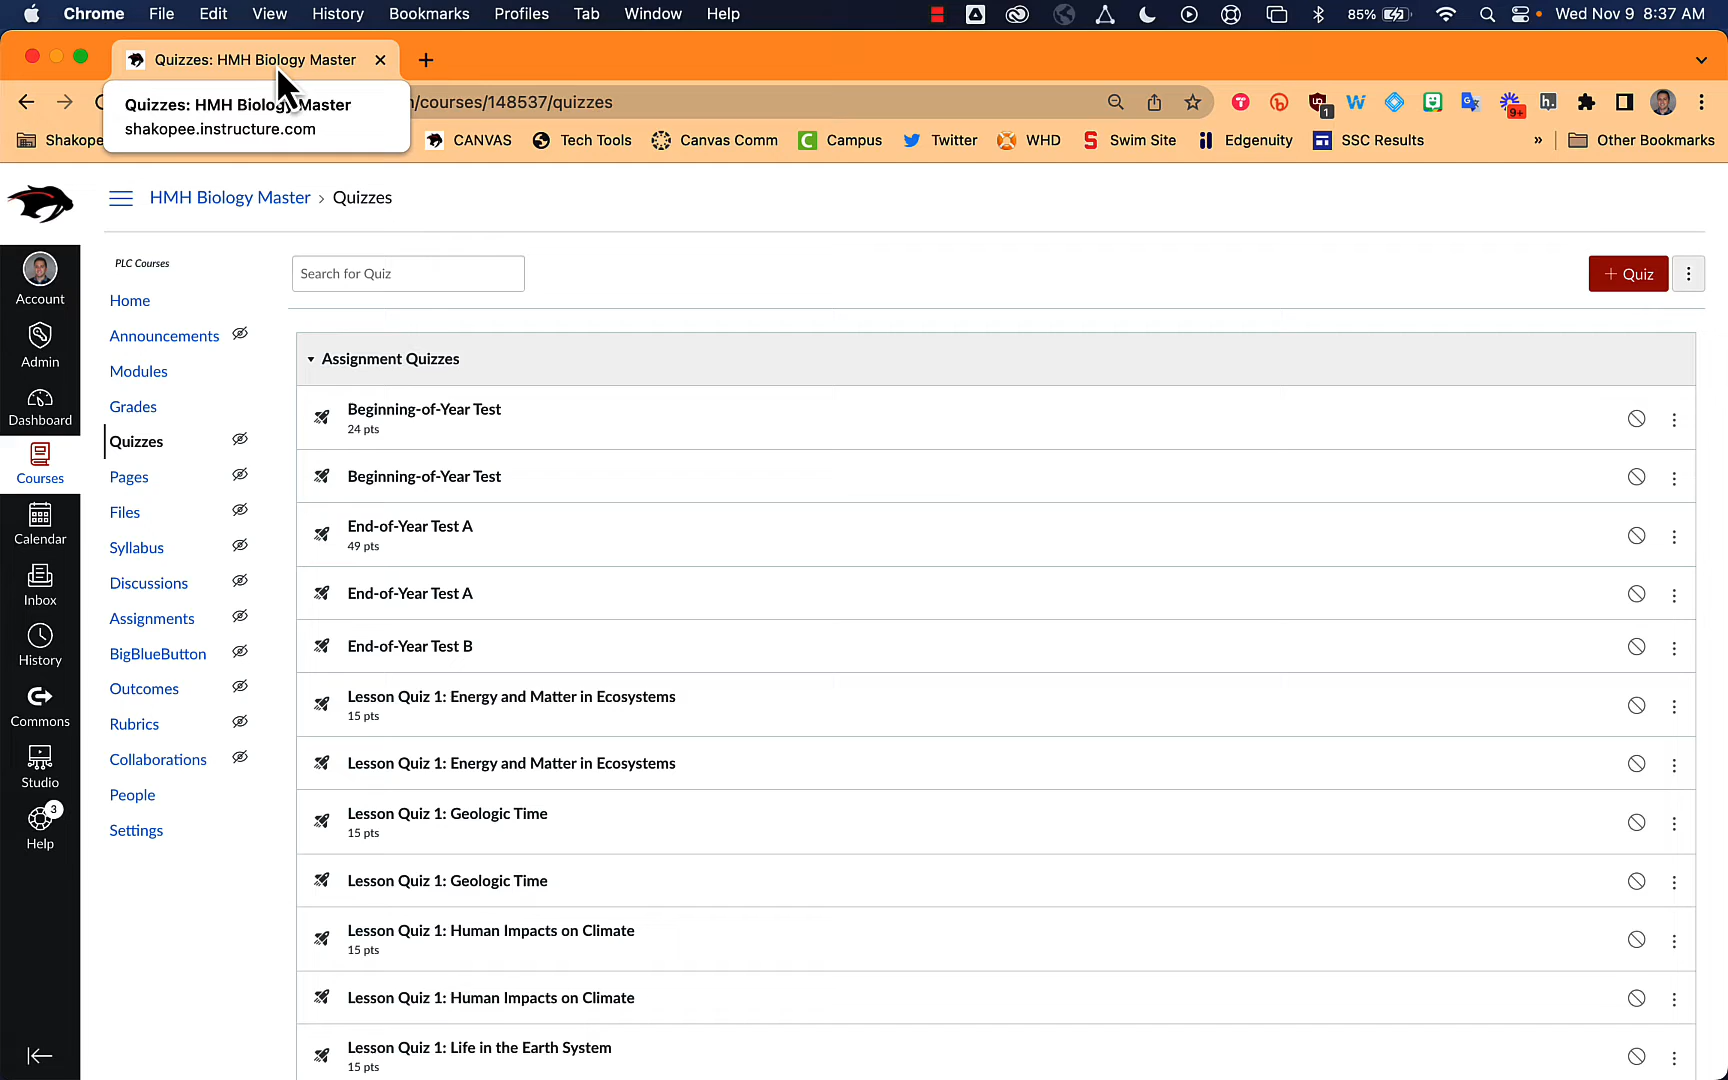 Chrome File Edit View History Bookmarks Profiles Tab Window Help 85% Wed Nov 9 8:37 AM
Quizzes: HMH Biology Master
Quizzes: HMH Biology Master
shakopee.instructure.com
/courses/148537/quizzes
1
9+
CANVAS Tech Tools Canvas Comm Campus Twitter WHD Swim Site Edgenuity SSC Results » Other Bookmarks
HMH Biology Master › Quizzes
PLC Courses
Search for Quiz
+ Quiz
Account
Admin
Dashboard
Courses
Calendar
Inbox
History
Commons
Studio
3
Help
Home
Announcements
Modules
Grades
Quizzes
Pages
Files
Syllabus
Discussions
Assignments
BigBlueButton
Outcomes
Rubrics
Collaborations
People
Settings
Assignment Quizzes
Beginning-of-Year Test
24 pts
Beginning-of-Year Test
End-of-Year Test A
49 pts
End-of-Year Test A
End-of-Year Test B
Lesson Quiz 1: Energy and Matter in Ecosystems
15 pts
Lesson Quiz 1: Energy and Matter in Ecosystems
Lesson Quiz 1: Geologic Time
15 pts
Lesson Quiz 1: Geologic Time
Lesson Quiz 1: Human Impacts on Climate
15 pts
Lesson Quiz 1: Human Impacts on Climate
Lesson Quiz 1: Life in the Earth System
15 pts